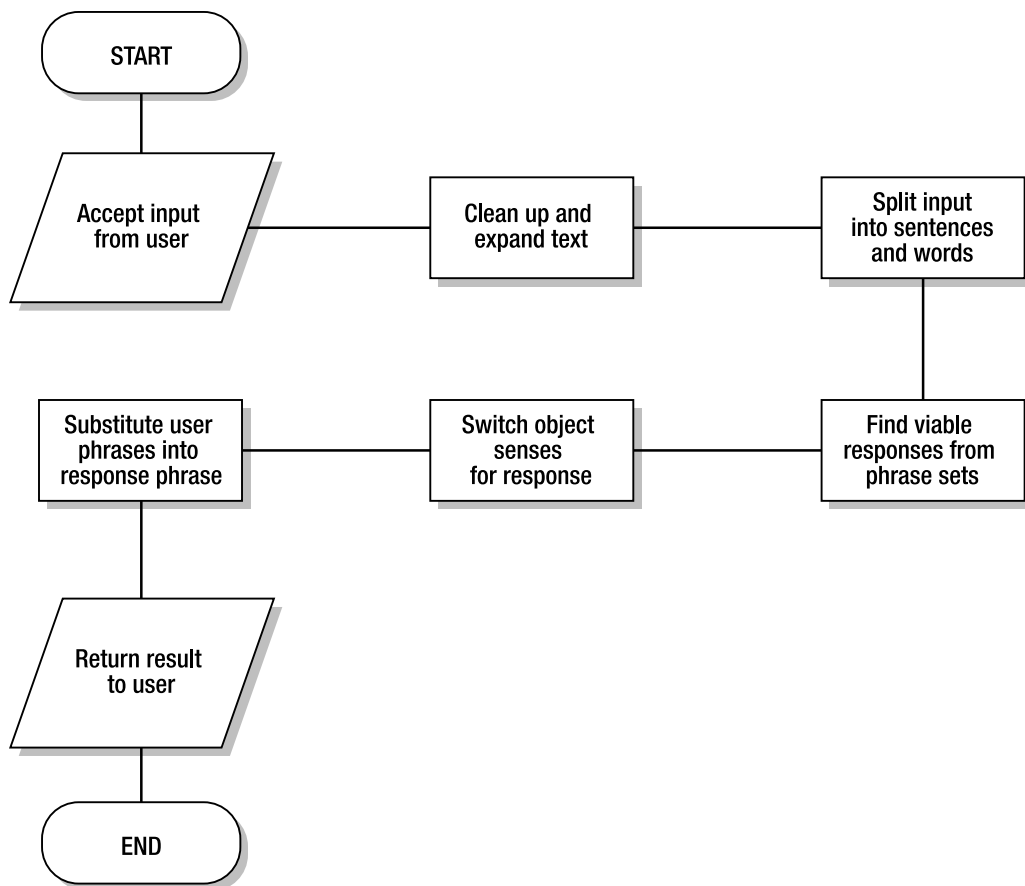 START
Accept input
from user
Clean up and
expand text
Split input
into sentences
and words
Find viable
responses from
phrase sets
Switch object
senses
for response
Substitute user
phrases into
response phrase
Return result
to user
END